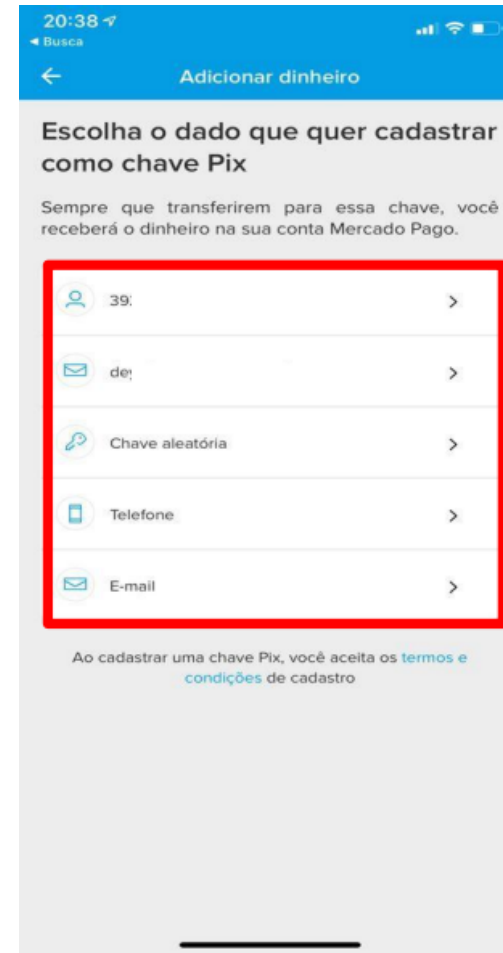 20:38
◀ Busca
Adicionar dinheiro
Escolha o dado que quer cadastrar
como chave Pix
Sempre que transferirem para essa chave, você
receberá o dinheiro na sua conta Mercado Pago.
39
de
Chave aleatória
Telefone
E-mail
Ao cadastrar uma chave Pix, você aceita os termos e
condições de cadastro